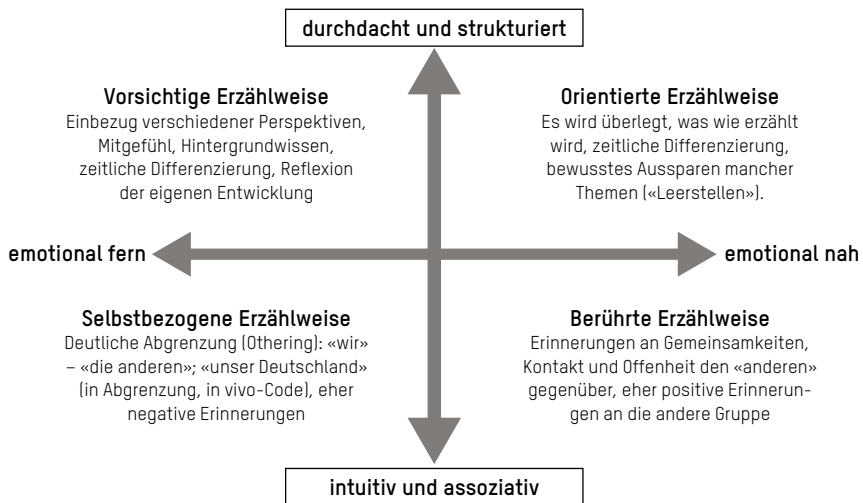 durchdacht und strukturiert
Vorsichtige Erzählweise
Einbezug verschiedener Perspektiven,
Mitgefühl, Hintergrundwissen,
zeitliche Differenzierung, Reflexion
der eigenen Entwicklung
Orientierte Erzählweise
Es wird überlegt, was wie erzählt
wird, zeitliche Differenzierung,
bewusstes Aussparen mancher
Themen («Leerstellen»).
emotional fern
emotional nah
Selbstbezogene Erzählweise
Deutliche Abgrenzung (Othering): «wir»
– «die anderen»; «unser Deutschland»
(in Abgrenzung, in vivo-Code), eher
negative Erinnerungen
Berührte Erzählweise
Erinnerungen an Gemeinsamkeiten,
Kontakt und Offenheit den «anderen»
gegenüber, eher positive Erinnerun-
gen an die andere Gruppe
intuitiv und assoziativ